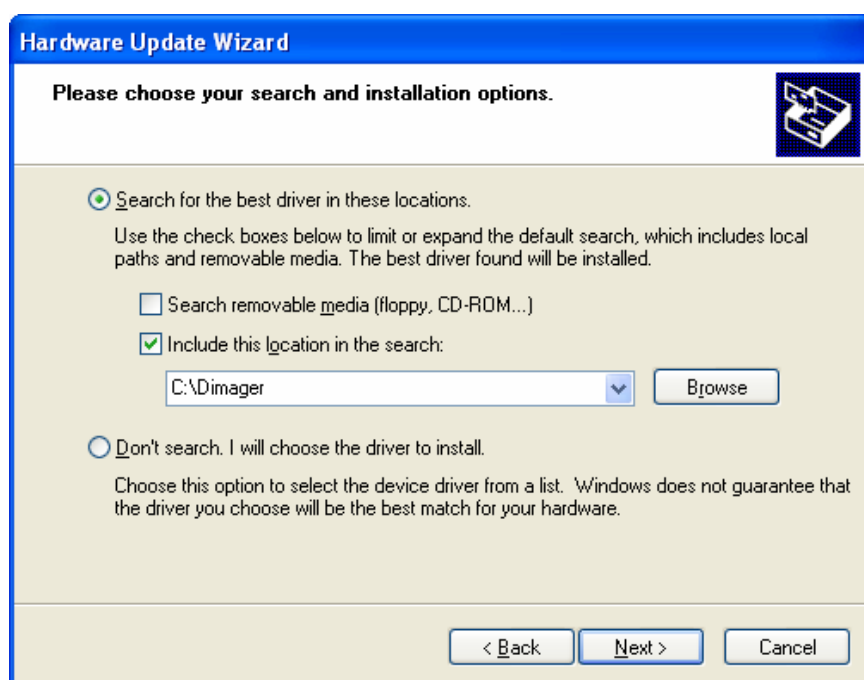 Hardware Update Wizard
Please choose your search and installation options.
Search for the best driver in these locations.
Use the check boxes below to limit or expand the default search, which includes local
paths and removable media. The best driver found will be installed.
Search removable media (floppy, CD-ROM...)
Include this location in the search:
C:\Dimager
Browse
Don't search. I will choose the driver to install.
Choose this option to select the device driver from a list.  Windows does not guarantee that
the driver you choose will be the best match for your hardware.
< Back
Next >
Cancel